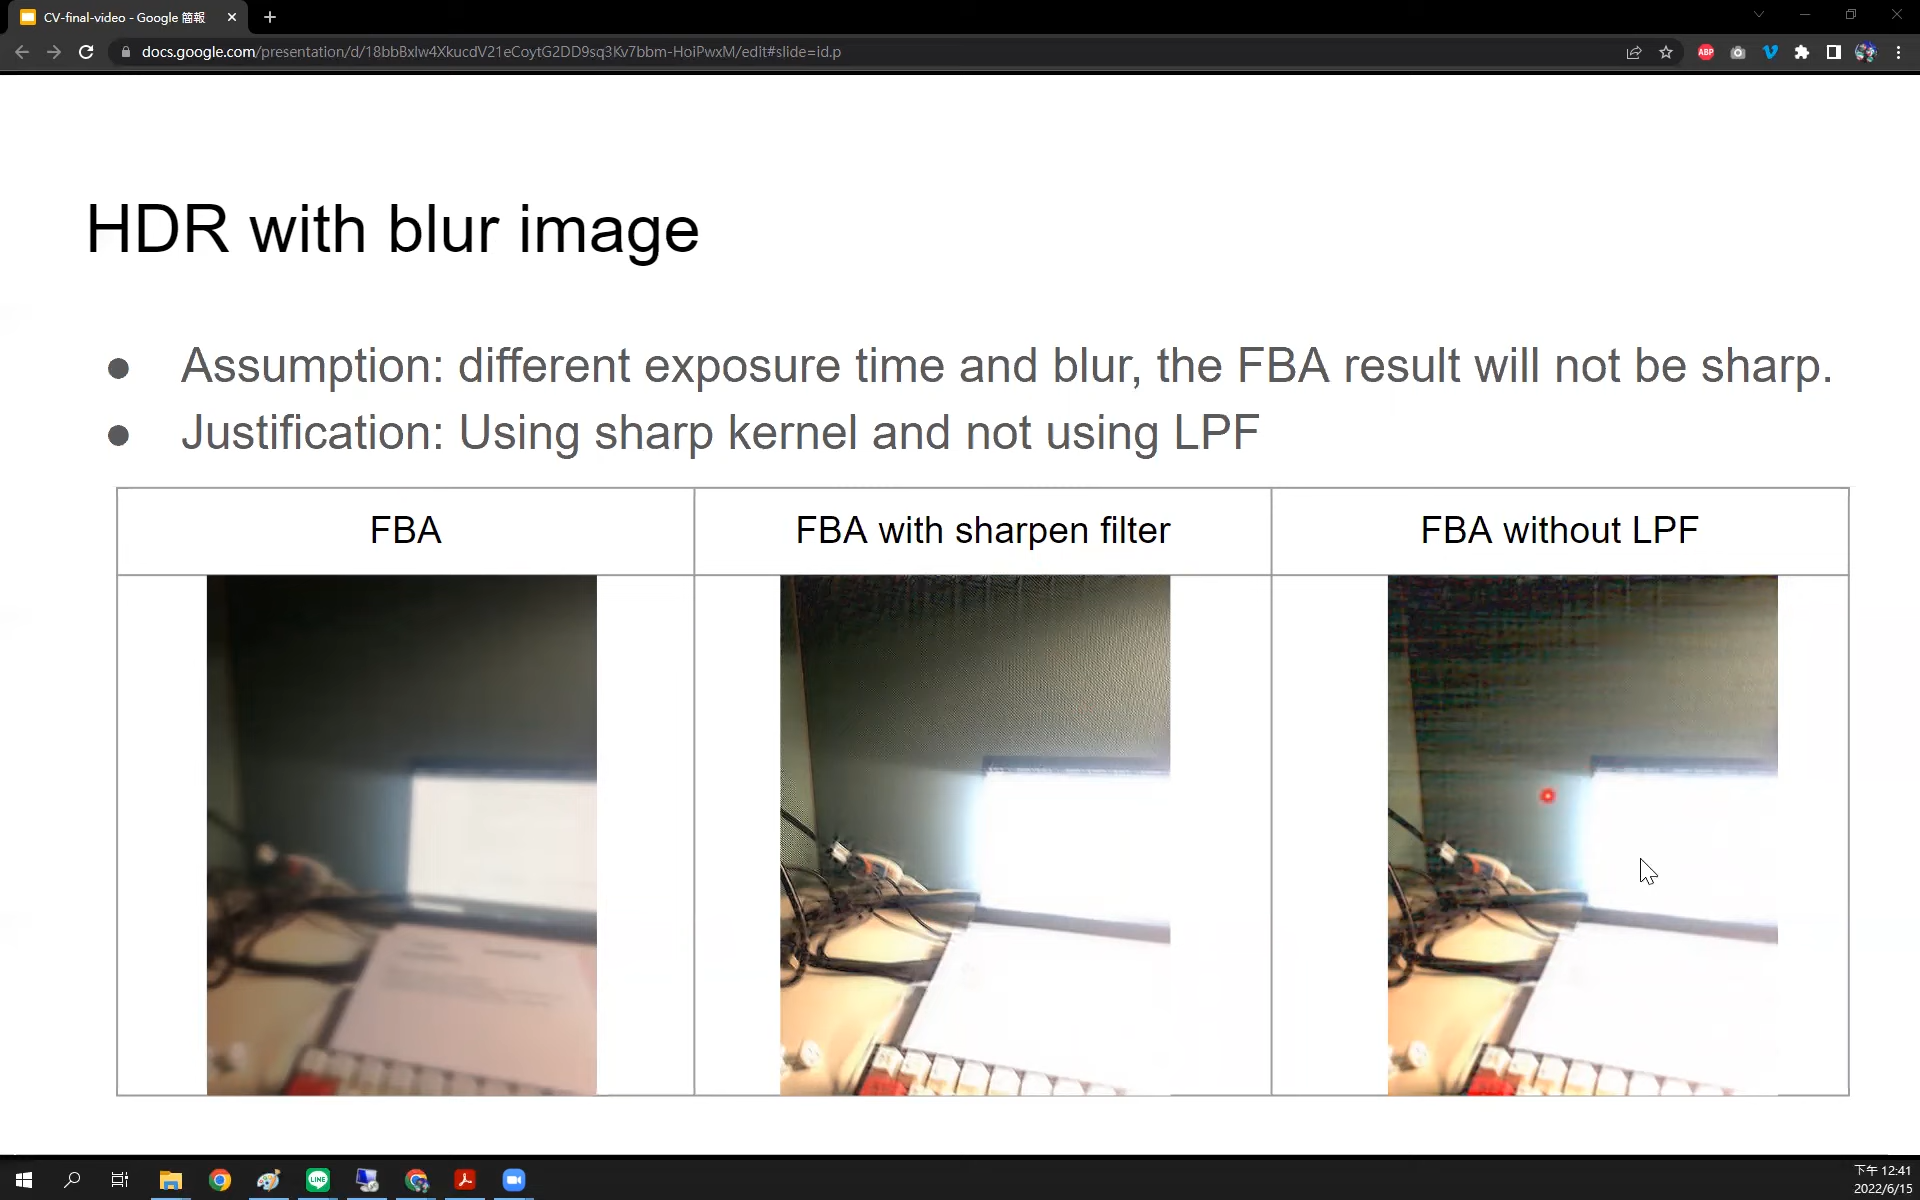 CV-final-video - Google 簡報
docs.google.com/presentation/d/18bbBxlw4XkucdV21eCoytG2DD9sq3Kv7bbm-HoiPwxM/edit#slide=id.p
ABP
HDR with blur image
● Assumption: different exposure time and blur, the FBA result will not be sharp.
● Justification: Using sharp kernel and not using LPF
FBA
FBA with sharpen filter
FBA without LPF
LINE
下午 12:41
2022/6/15